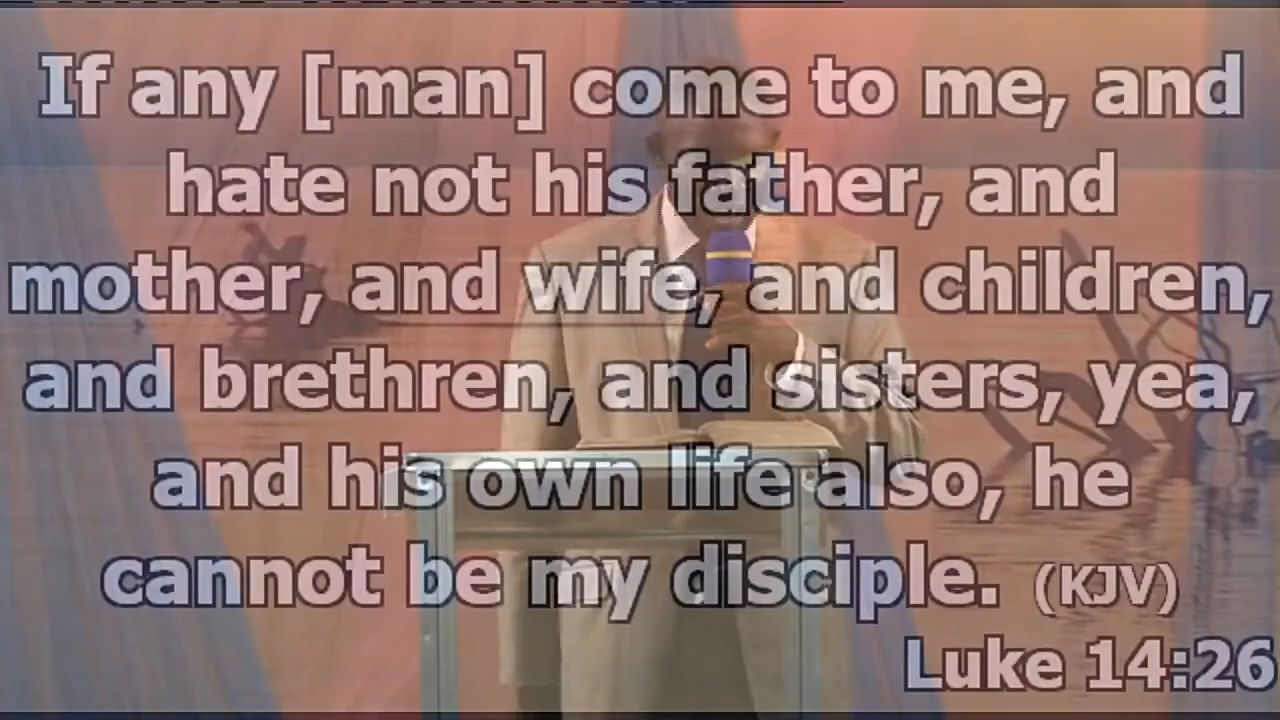 If any [man] come to me, and
hate not his father, and
mother, and wife, and children,
and brethren, and sisters, yea,
and his own life also, he
cannot be my disciple. (KJV)
Luke 14:26